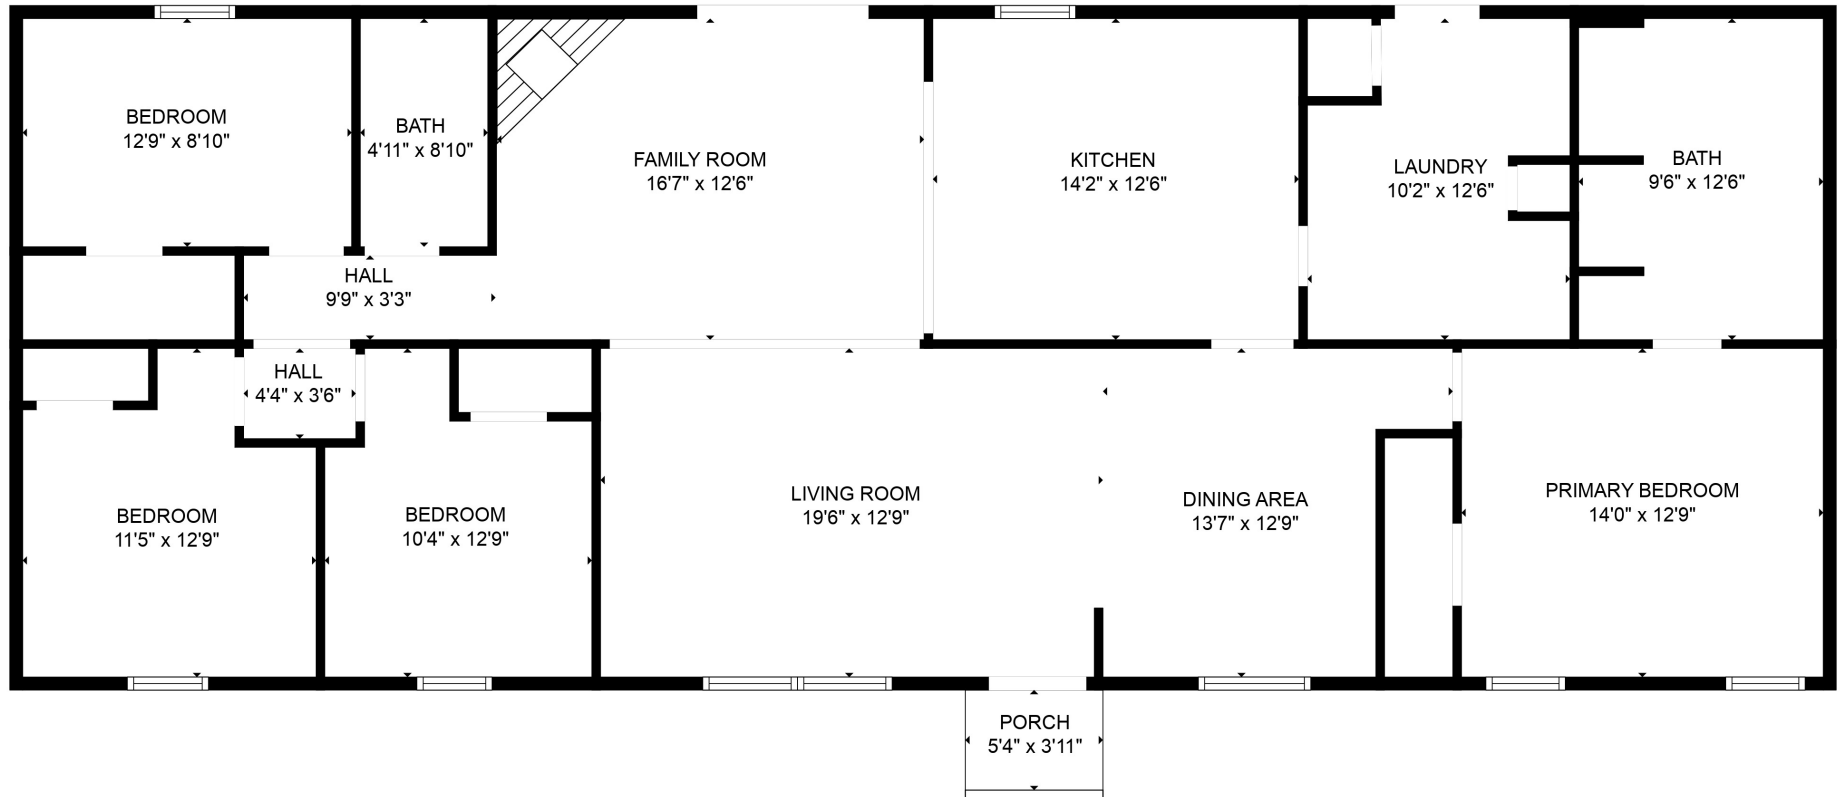 BEDROOM
12'9" x 8'10"
BATH
4'11" x 8'10"
FAMILY ROOM
16'7" x 12'6"
KITCHEN
14'2" x 12'6"
LAUNDRY
10'2" x 12'6"
BATH
9'6" x 12'6"
HALL
9'9" x 3'3"
HALL
4'4" x 3'6"
BEDROOM
11'5" x 12'9"
BEDROOM
10'4" x 12'9"
LIVING ROOM
19'6" x 12'9"
DINING AREA
13'7" x 12'9"
PRIMARY BEDROOM
14'0" x 12'9"
PORCH
5'4" x 3'11"